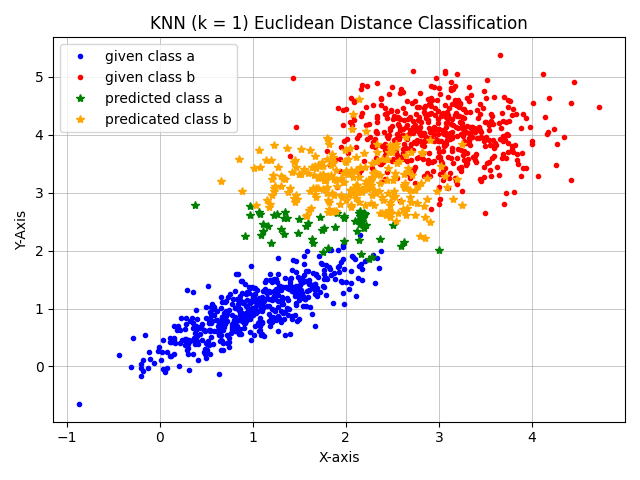 KNN (k = 1) Euclidean Distance Classification
given class a
given class b
predicted class a
predicated class b
Y-Axis
5
4
3
2
1
0
−1
0
1
2
3
4
X-axis